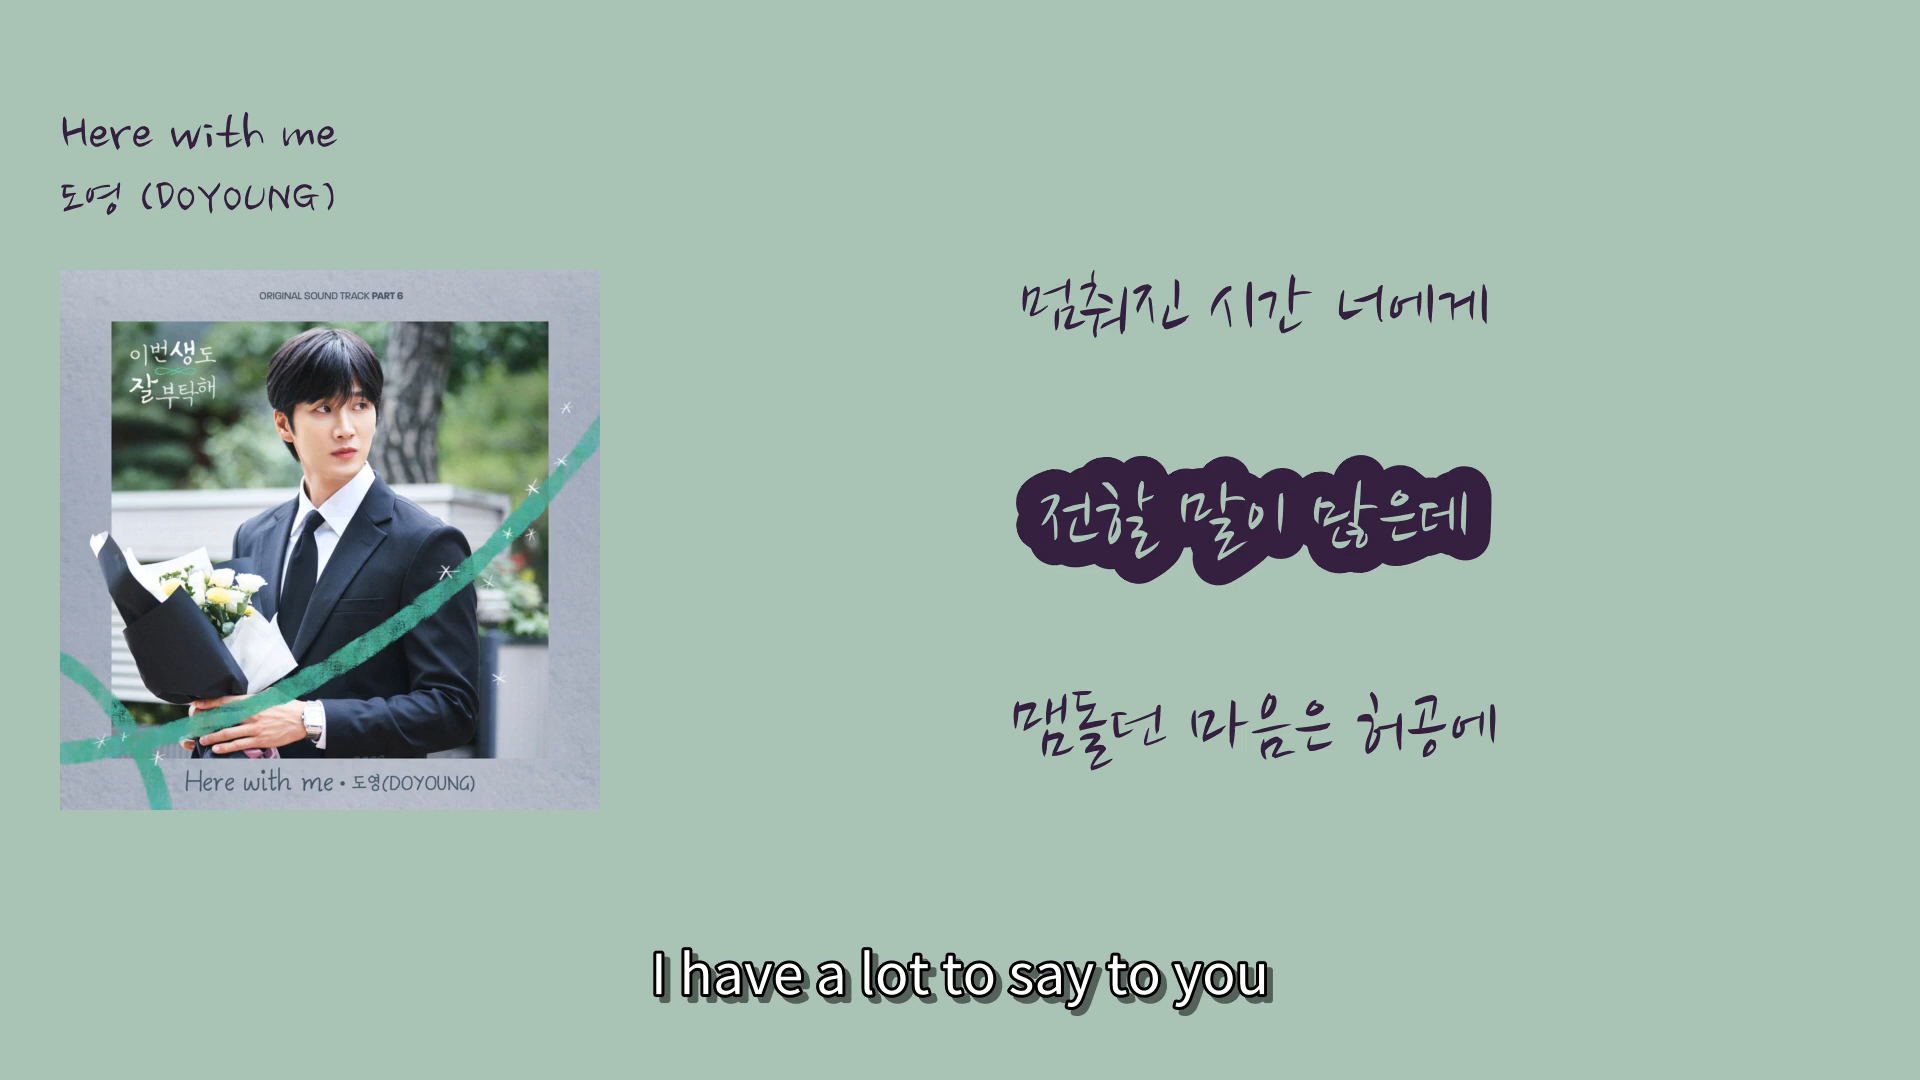 Here with me
도영 (DOYOUNG)
ORIGINAL SOUND TRACK PART 6
이번생도
잘부탁해
Here with me • 도영(DOYOUNG)
멈춰진 시간 너에게
전할 말이 많은데
맴돌던 마음은 허공에
I have a lot to say to you